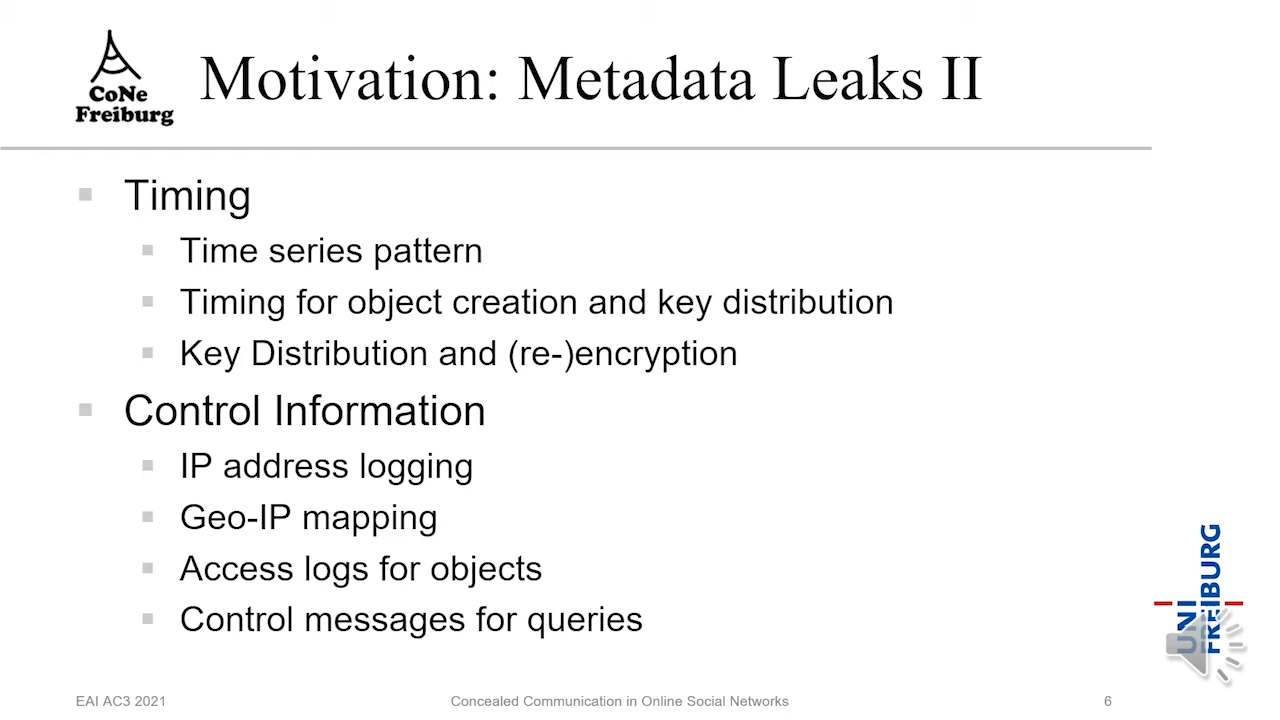 CoNe
Freiburg
Motivation: Metadata Leaks II
Timing
Time series pattern
Timing for object creation and key distribution
Key Distribution and (re-)encryption
Control Information
IP address logging
Geo-IP mapping
Access logs for objects
Control messages for queries
UNI
FREIBURG
EAI AC3 2021
Concealed Communication in Online Social Networks
6